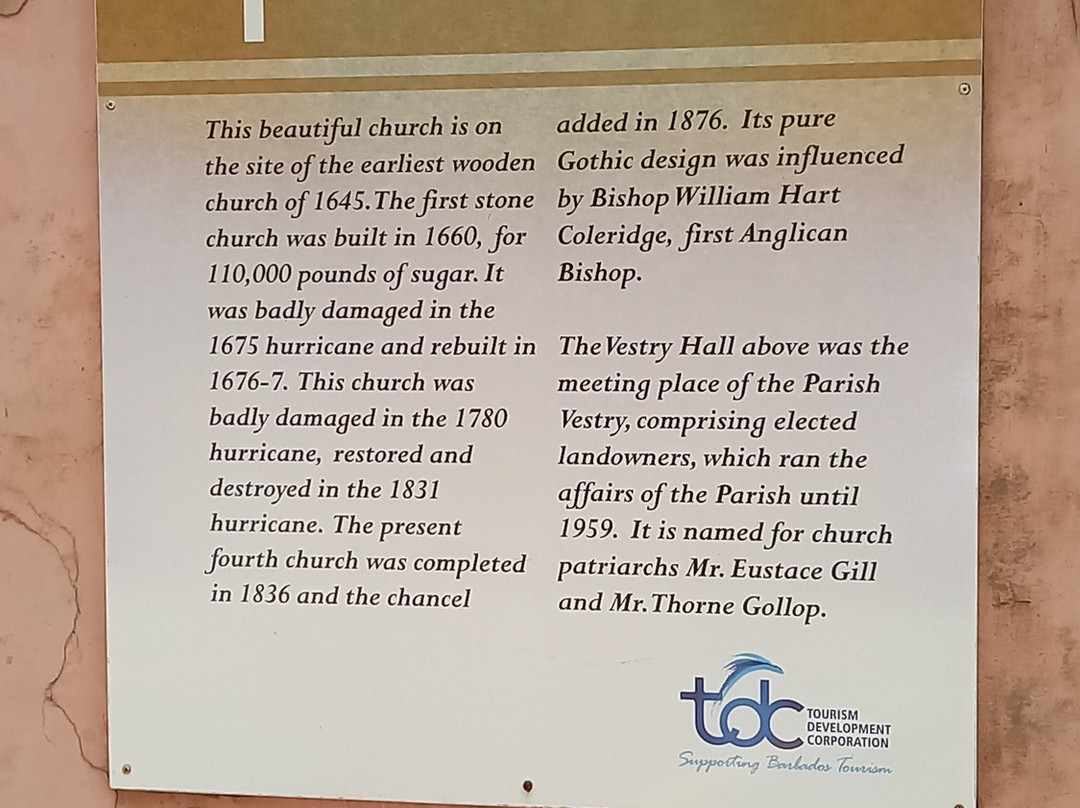 This beautiful church is on
the site of the earliest wooden
church of 1645. The first stone
church was built in 1660, for
110,000 pounds of sugar. It
was badly damaged in the
1675 hurricane and rebuilt in
1676-7. This church was
badly damaged in the 1780
hurricane, restored and
destroyed in the 1831
hurricane. The present
fourth church was completed
in 1836 and the chancel
added in 1876. Its pure
Gothic design was influenced
by Bishop William Hart
Coleridge, first Anglican
Bishop.
The Vestry Hall above was the
meeting place of the Parish
Vestry, comprising elected
landowners, which ran the
affairs of the Parish until
1959. It is named for church
patriarchs Mr. Eustace Gill
and Mr. Thorne Gollop.
tdc
TOURISM
DEVELOPMENT
CORPORATION
Supporting Barbados Tourism